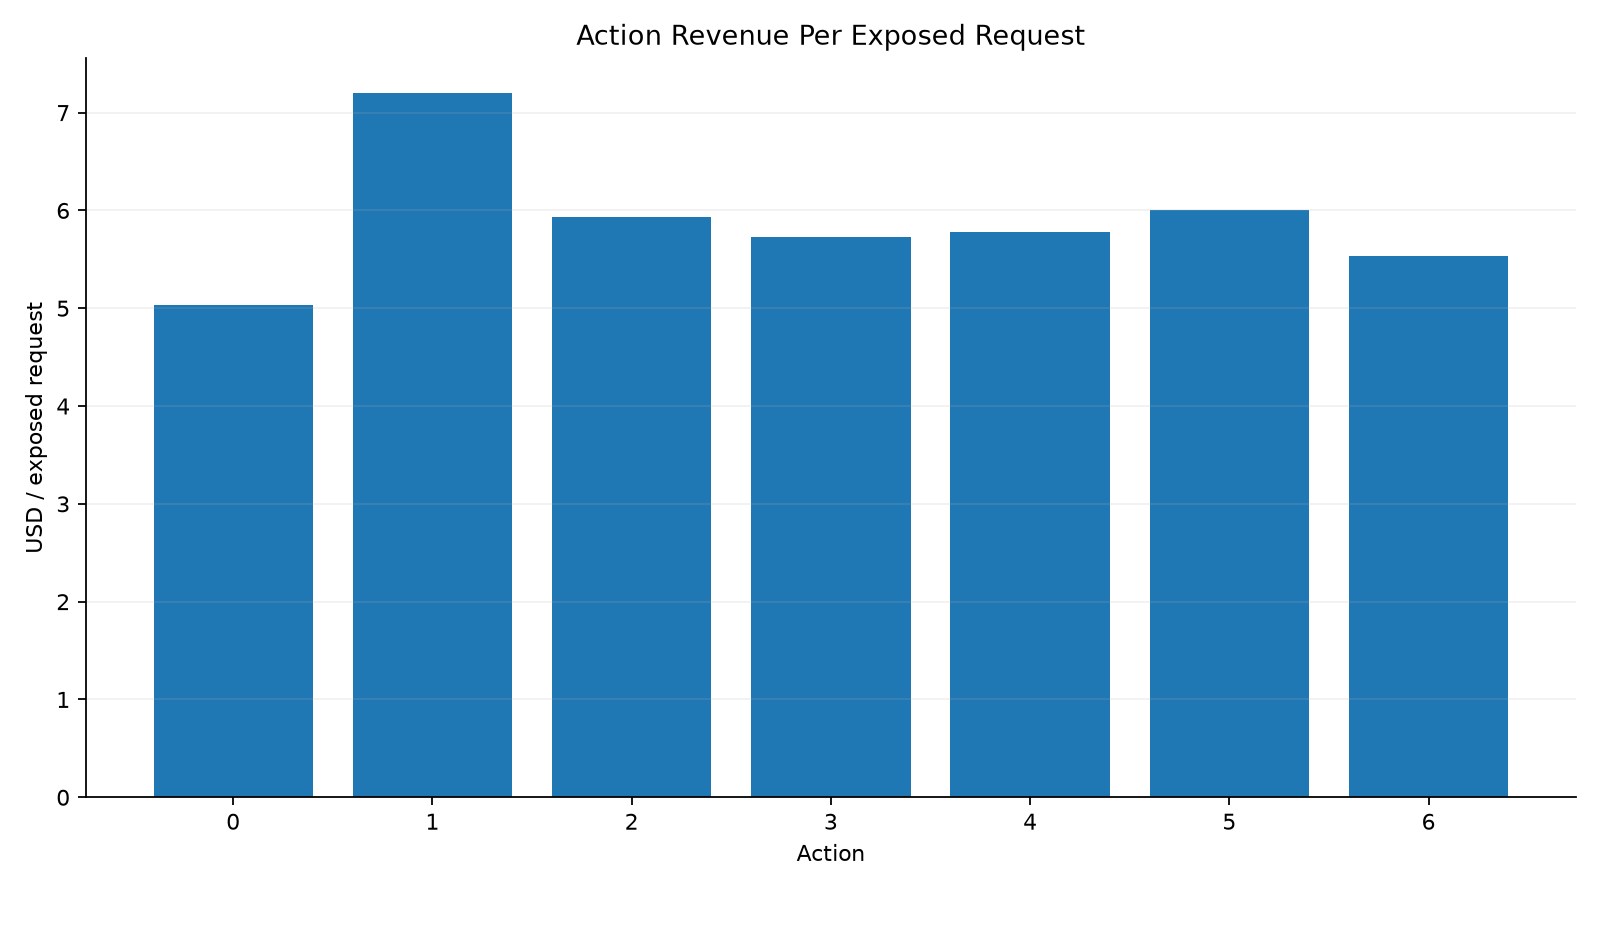 Action Revenue Per Exposed Request
USD / exposed request
7
6
5
4
3
2
1
0
0 1 2 3 4 5 6
Action